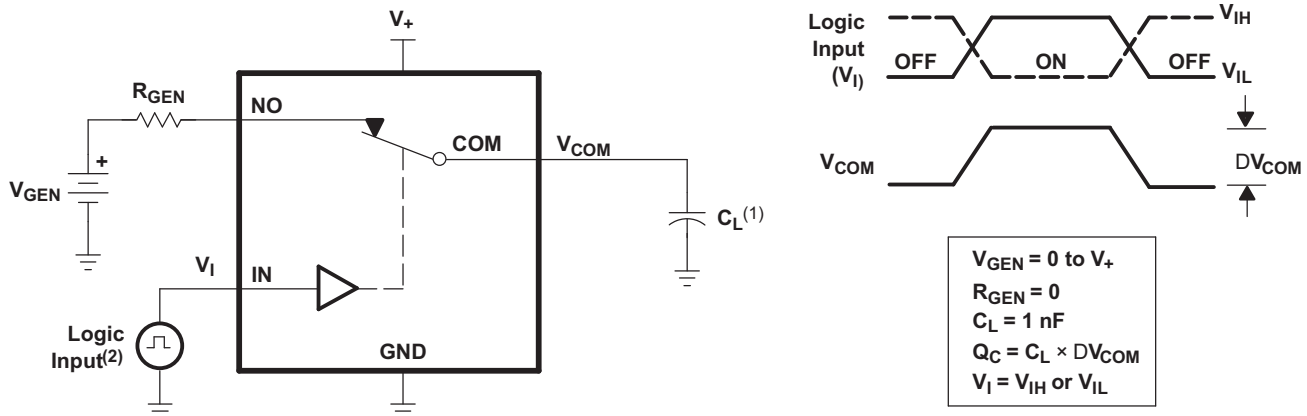 V+
RGEN
NO
COM
VCOM
VGEN
+
CL(1)
VI
IN
Logic
Input(2)
GND
Logic
Input
(VI)
OFF
ON
OFF
VIH
VIL
VCOM
DVCOM
VGEN = 0 to V+
RGEN = 0
CL = 1 nF
QC = CL × DVCOM
VI = VIH or VIL